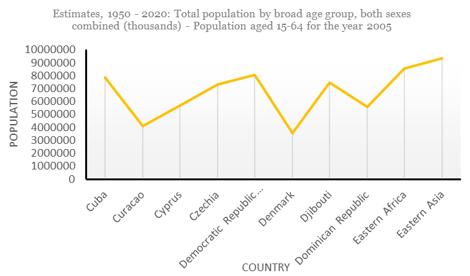 Estimates, 1950 - 2020: Total population by broad age group, both sexes
combined (thousands) - Population aged 15-64 for the year 2005
10000000
9000000
8000000
7000000
6000000
5000000
4000000
3000000
2000000
1000000
0
POPULATION
Cuba
Curacao
Cyprus
Czechia
Democratic Republic...
Denmark
Djibouti
Dominican Republic
Eastern Africa
Eastern Asia
COUNTRY